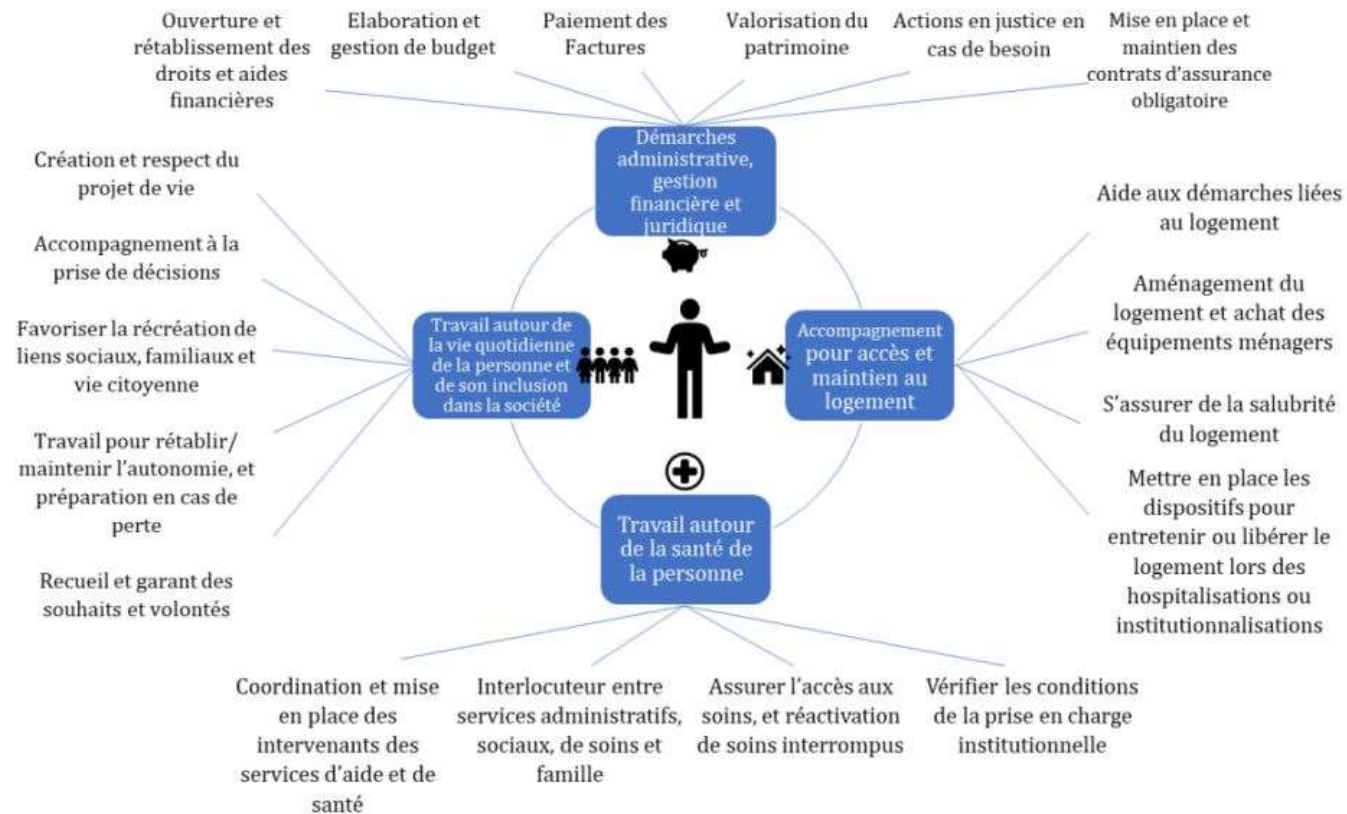 Ouverture et
rétablissement des
droits et aides
financières
Elaboration et
gestion de budget
Paiement des
Factures
Valorisation du
patrimoine
Actions en justice en
cas de besoin
Mise en place et
maintien des
contrats d'assurance
obligatoire
Démarches
administrative,
gestion
financière et
juridique
Création et respect du
projet de vie
Accompagnement à la
prise de décisions
Favoriser la récréation de
liens sociaux, familiaux et
vie citoyenne
Travail pour rétablir/
maintenir l'autonomie, et
préparation en cas de
perte
Recueil et garant des
souhaits et volontés
Travail autour de
la vie quotidienne
de la personne et
de son inclusion
dans la société
Accompagnement
pour accès et
maintien au
logement
Aide aux démarches liées
au logement
Aménagement du
logement et achat des
équipements ménagers
S'assurer de la salubrité
du logement
Mettre en place les
dispositifs pour
entretenir ou libérer le
logement lors des
hospitalisations ou
institutionnalisations
Travail autour
de la santé de
la personne
Coordination et mise
en place des
intervenants des
services d'aide et de
santé
Interlocuteur entre
services administratifs,
sociaux, de soins et
famille
Assurer l'accès aux
soins, et réactivation
de soins interrompus
Vérifier les conditions
de la prise en charge
institutionnelle